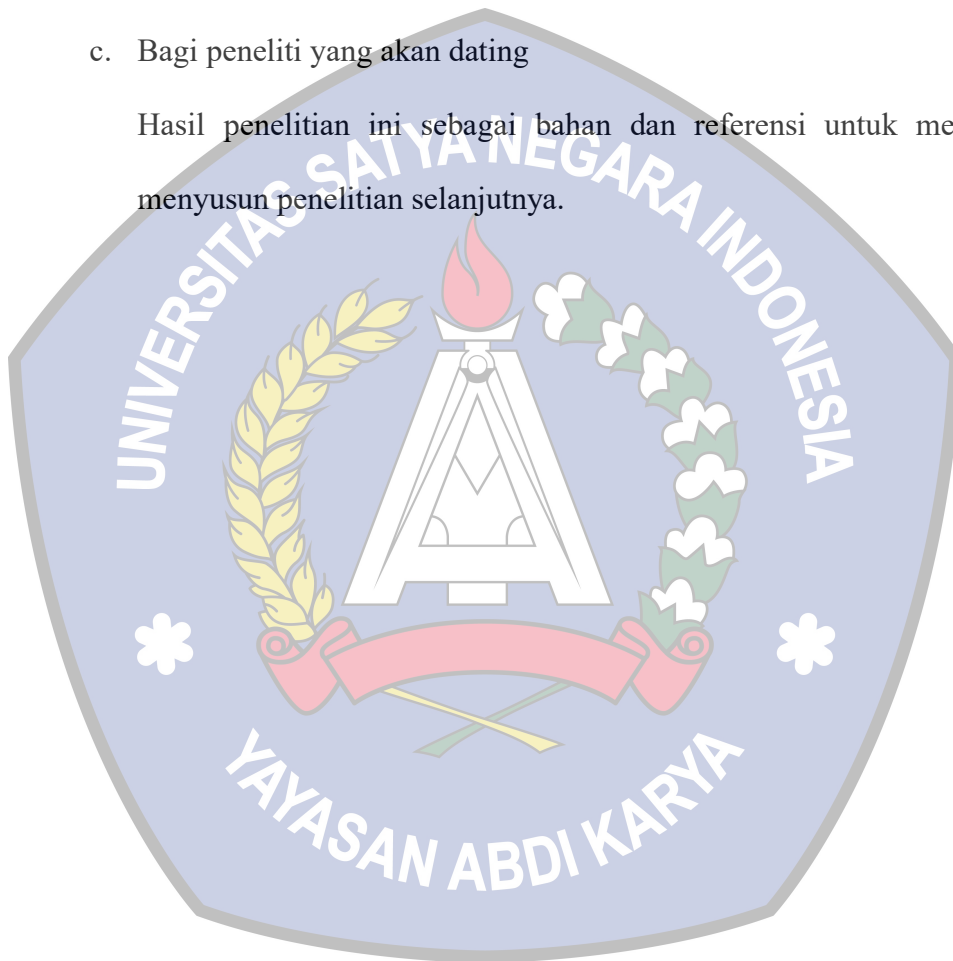 c. Bagi peneliti yang akan dating
Hasil penelitian ini sebagai bahan dan referensi untuk me
menyusun penelitian selanjutnya.
UNIVERSITAS SATYA NEGARA INDONESIA
YAYASAN ABDI KARYA